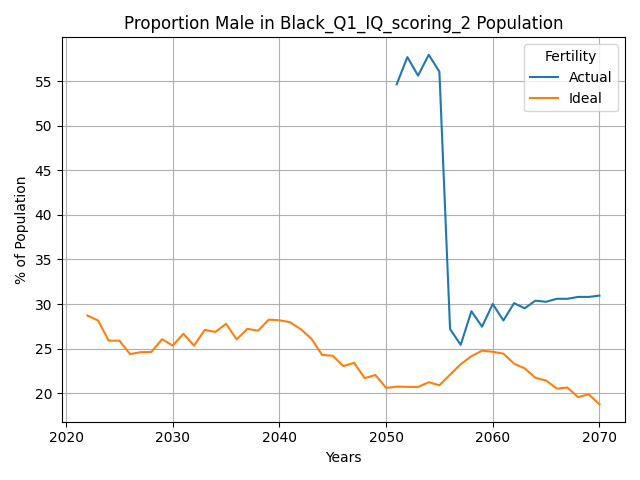 Proportion Male in Black_Q1_IQ_scoring_2 Population
Fertility
Actual
Ideal
% of Population
55
50
45
40
35
30
25
20
2020
2030
2040
2050
2060
2070
Years